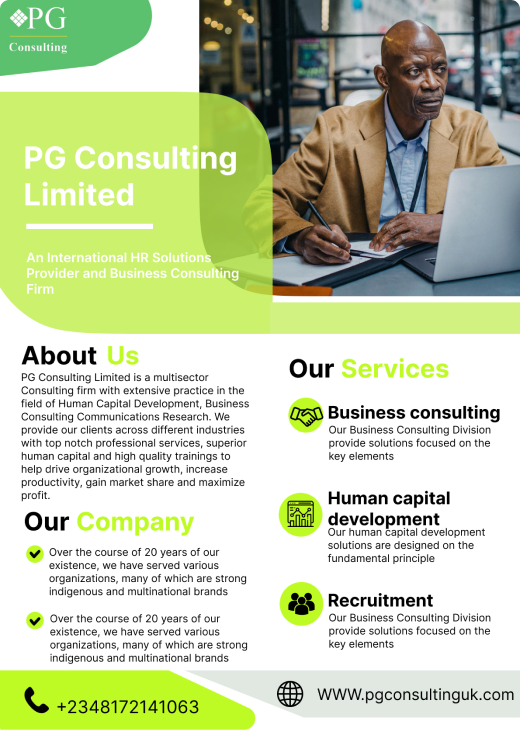 PG
Consulting
PG Consulting
Limited
An International HR Solutions
Provider and Business Consulting
Firm
About Us
PG Consulting Limited is a multisector
Consulting firm with extensive practice in the
field of Human Capital Development, Business
Consulting Communications Research. We
provide our clients across different industries
with top notch professional services, superior
human capital and high quality trainings to
help drive organizational growth, increase
productivity, gain market share and maximize
profit.
Our Company
Over the course of 20 years of our
existence, we have served various
organizations, many of which are strong
indigenous and multinational brands
Over the course of 20 years of our
existence, we have served various
organizations, many of which are strong
indigenous and multinational brands
Our Services
Business consulting
Our Business Consulting Division
provide solutions focused on the
key elements
Human capital
development
Our human capital development
solutions are designed on the
fundamental principle
Recruitment
Our Business Consulting Division
provide solutions focused on the
key elements
+2348172141063
WWW.pgconsultinguk.com